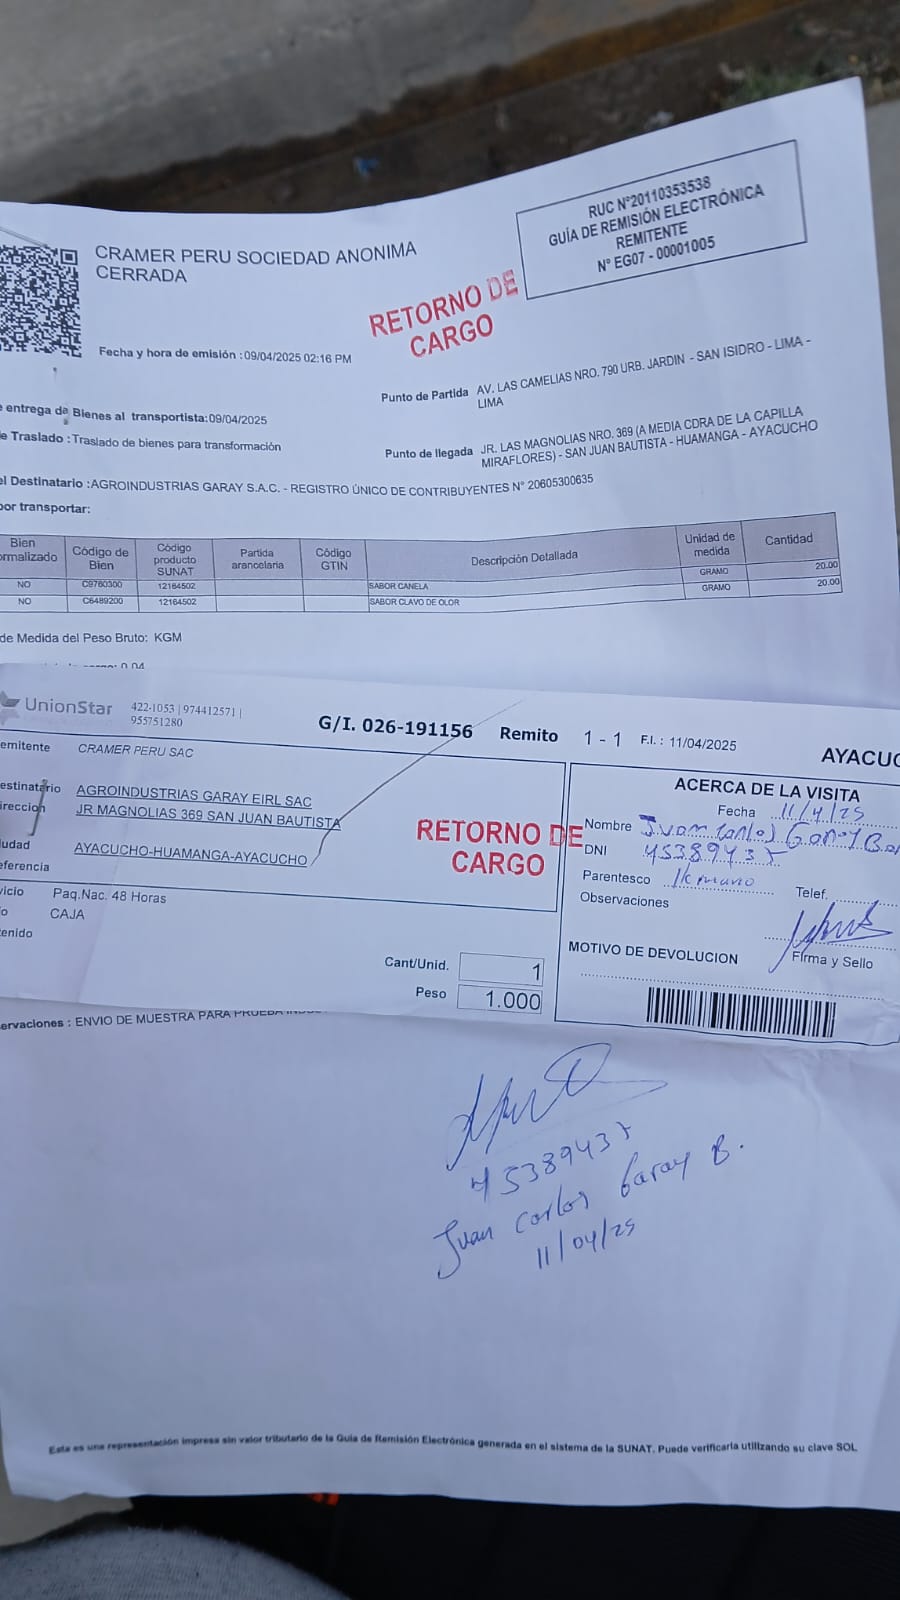 CRAMER PERU SOCIEDAD ANONIMA
CERRADA
RUC N°20110353538
GUÍA DE REMISIÓN ELECTRÓNICA
REMITENTE
N° EG07 - 00001005
RETORNO DE
CARGO
Fecha y hora de emisión :09/04/2025 02:16 PM
Punto de Partida AV. LAS CAMELIAS NRO. 790 URB. JARDIN - SAN ISIDRO - LIMA -
LIMA
entrega de Bienes al transportista:09/04/2025
e Traslado :Traslado de bienes para transformación
Punto de llegada JR. LAS MAGNOLIAS NRO. 369 (A MEDIA CDRA DE LA CAPILLA
MIRAFLORES) - SAN JUAN BAUTISTA - HUAMANGA - AYACUCHO
el Destinatario :AGROINDUSTRIAS GARAY S.A.C. - REGISTRO ÚNICO DE CONTRIBUYENTES N° 20605300635
por transportar:
Bien ormalizado Código de Bien Código producto SUNAT Partida arancelaria Código GTIN Descripción Detallada Unidad de medida Cantidad
NO C9760300 12164502 SABOR CANELA GRAMO 20.00
NO C6489200 12164502 SABOR CLAVO DE OLOR GRAMO 20.00
de Medida del Peso Bruto: KGM
0.04
UnionStar 422-1053 | 974412571 |
955751280
G/I. 026-191156 Remito 1 - 1 F.I.: 11/04/2025
AYACUC
emitente CRAMER PERU SAC
estinatario AGROINDUSTRIAS GARAY EIRL SAC
ireccion JR MAGNOLIAS 369 SAN JUAN BAUTISTA
udad AYACUCHO-HUAMANGA-AYACUCHO
eferencia
vicio Paq.Nac. 48 Horas
o CAJA
enido
RETORNO DE
CARGO
Cant/Unid. 1
Peso 1.000
ACERCA DE LA VISITA
Fecha 11/4/25
Nombre Juan Carlos Garay B
DNI 45389437
Parentesco
Telef.
Observaciones
Firma y Sello
MOTIVO DE DEVOLUCION
ervaciones : ENVIO DE MUESTRA PARA PRUEBA
45389437
Juan Carlos Garay B.
11/04/25
Esta es una representación impresa sin valor tributario de la Guía de Remisión Electrónica generada en el sistema de la SUNAT. Puede verificarla utilizando su clave SOL